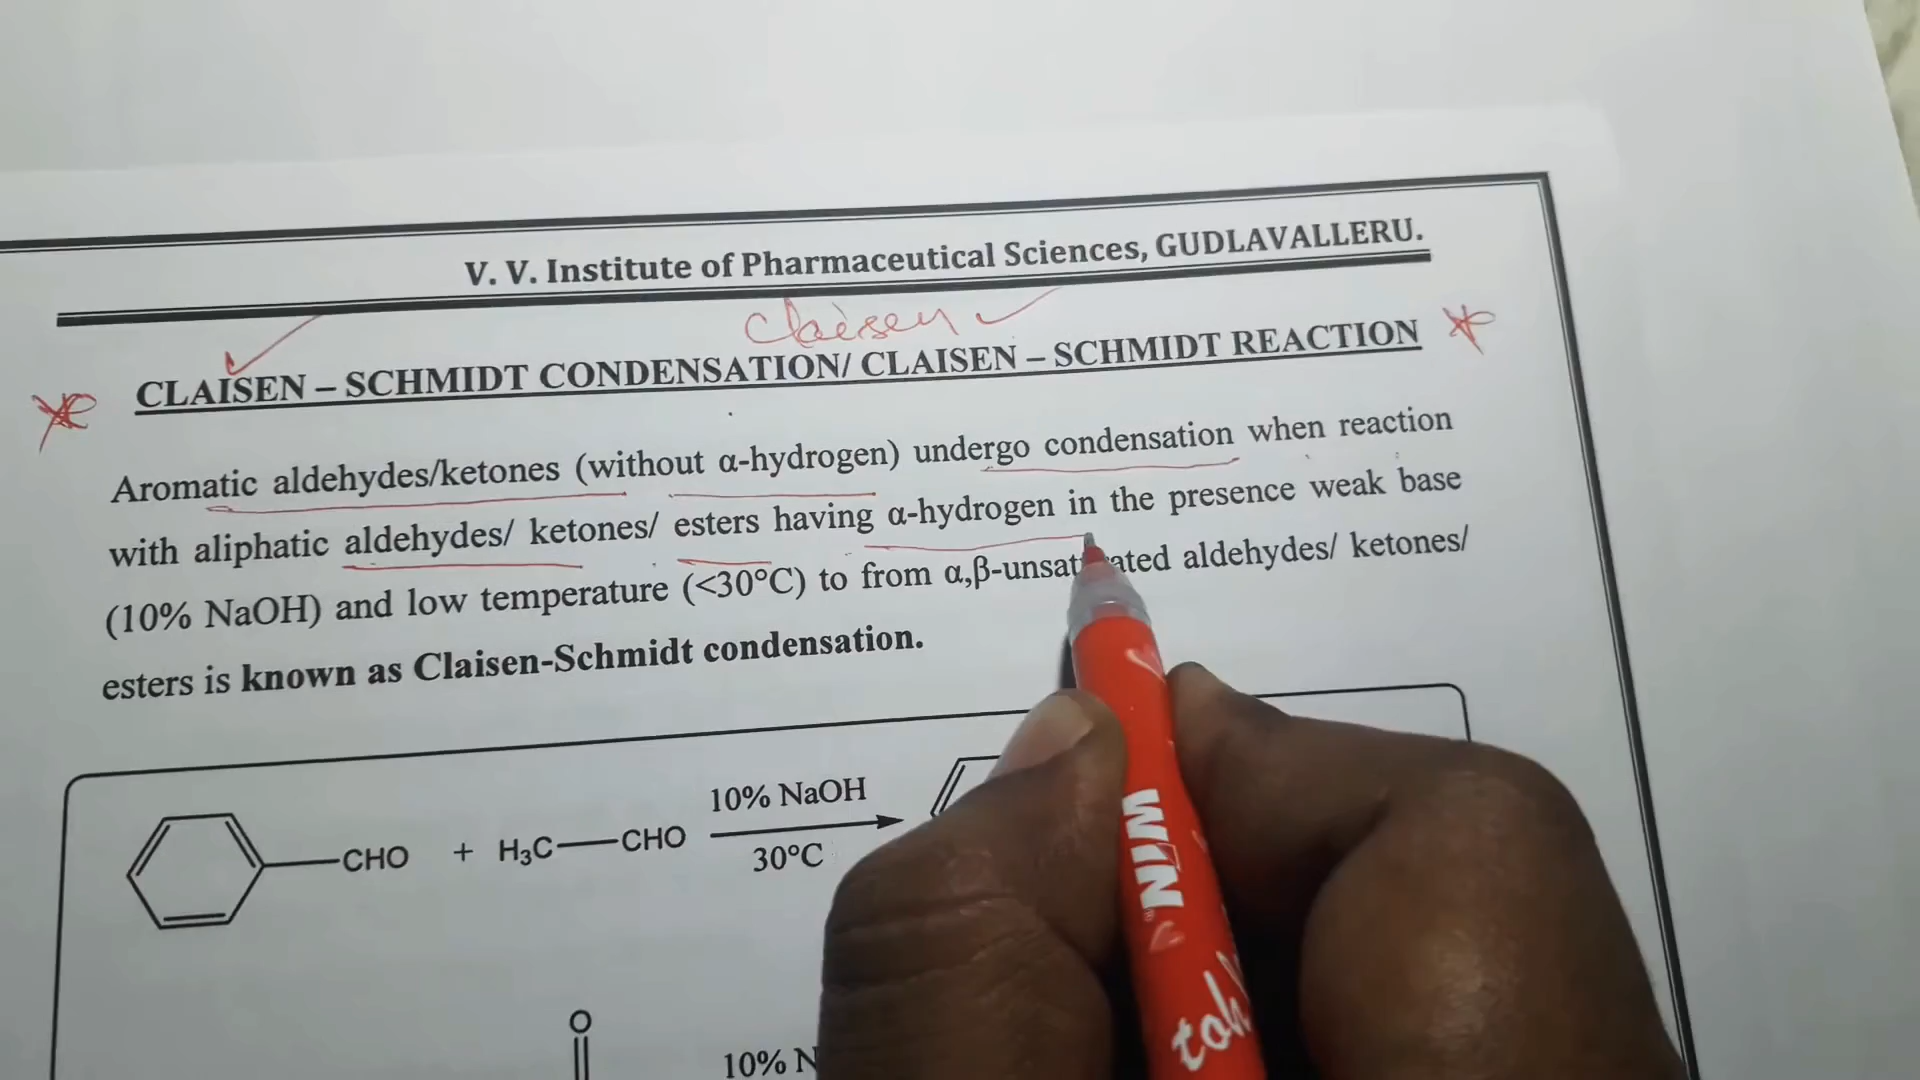 V. V. Institute of Pharmaceutical Sciences, GUDLAVALLERU.
Claisen
CLAISEN – SCHMIDT CONDENSATION/ CLAISEN – SCHMIDT REACTION
Aromatic aldehydes/ketones (without α-hydrogen) undergo condensation when reaction
with aliphatic aldehydes/ ketones/ esters having α-hydrogen in the presence weak base
(10% NaOH) and low temperature (<30°C) to from α,β-unsaturated aldehydes/ ketones/
esters is known as Claisen-Schmidt condensation.
10% NaOH
CHO + H₃C CHO
30°C
O
10% N
WIN